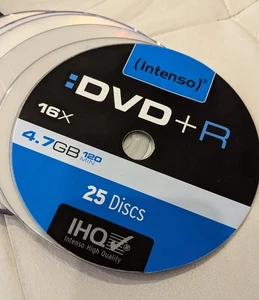 (intenso)®
DVD+R
16X
4.7GB 120 MIN
25 Discs
IHQ
Intenso High Quality